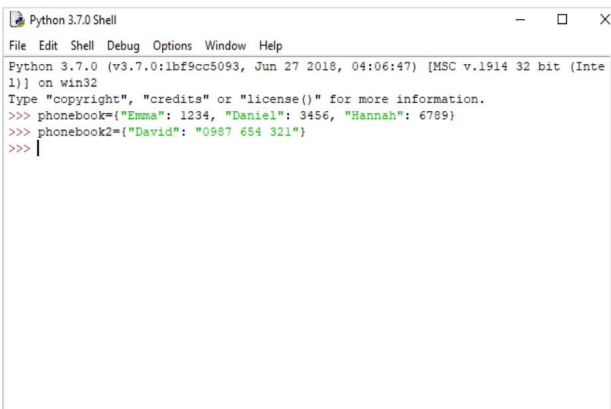 Python 3.7.0 Shell
File Edit Shell Debug Options Window Help
Python 3.7.0 (v3.7.0:1bf9cc5093, Jun 27 2018, 04:06:47) [MSC v.1914 32 bit (Inte
l)] on win32
Type "copyright", "credits" or "license()" for more information.
>>> phonebook={"Emma": 1234, "Daniel": 3456, "Hannah": 6789}
>>> phonebook2={"David": "0987 654 321"}
>>>